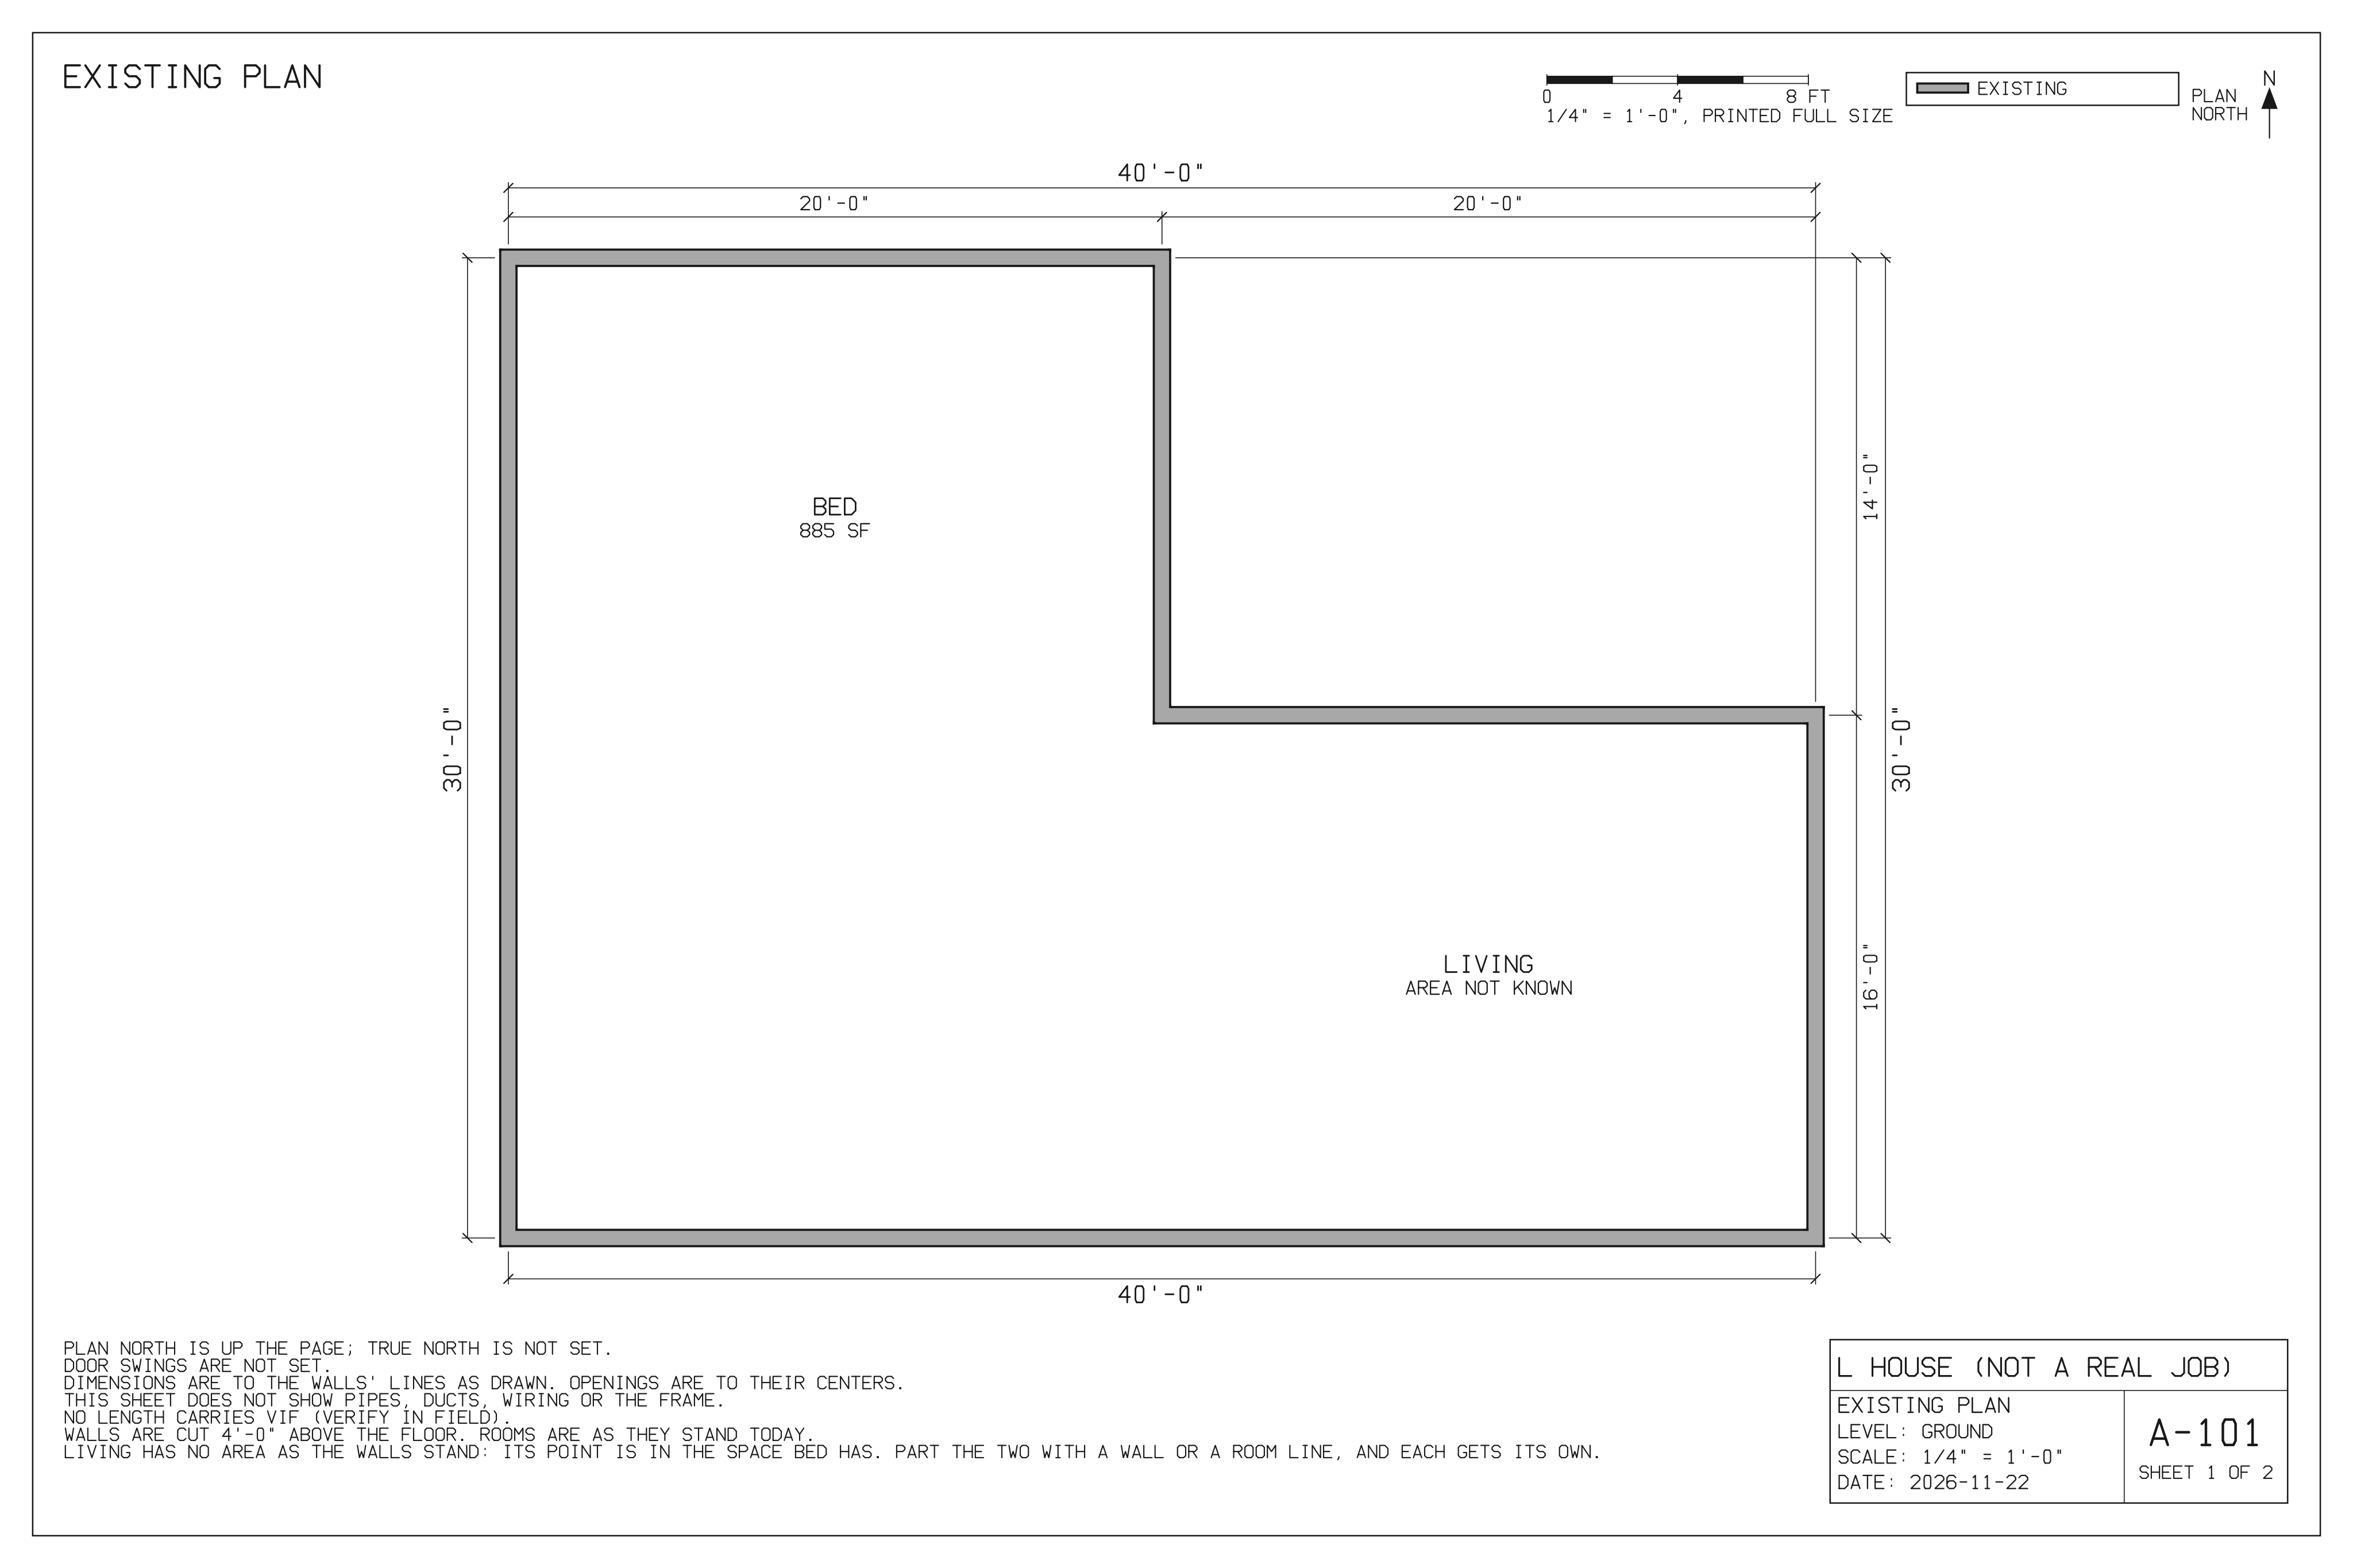 EXISTING PLAN
0 4 8 FT
1/4" = 1'-0", PRINTED FULL SIZE
EXISTING
PLAN
NORTH
N
40'-0"
20'-0" 20'-0"
BED
885 SF
14'-0"
30'-0"
30'-0"
LIVING
AREA NOT KNOWN
16'-0"
40'-0"
PLAN NORTH IS UP THE PAGE; TRUE NORTH IS NOT SET.
DOOR SWINGS ARE NOT SET.
DIMENSIONS ARE TO THE WALLS' LINES AS DRAWN. OPENINGS ARE TO THEIR CENTERS.
THIS SHEET DOES NOT SHOW PIPES, DUCTS, WIRING OR THE FRAME.
NO LENGTH CARRIES VIF (VERIFY IN FIELD).
WALLS ARE CUT 4'-0" ABOVE THE FLOOR. ROOMS ARE AS THEY STAND TODAY.
LIVING HAS NO AREA AS THE WALLS STAND: ITS POINT IS IN THE SPACE BED HAS. PART THE TWO WITH A WALL OR A ROOM LINE, AND EACH GETS ITS OWN.
L HOUSE (NOT A REAL JOB)
EXISTING PLAN
LEVEL: GROUND
SCALE: 1/4" = 1'-0"
DATE: 2026-11-22
A-101
SHEET 1 OF 2